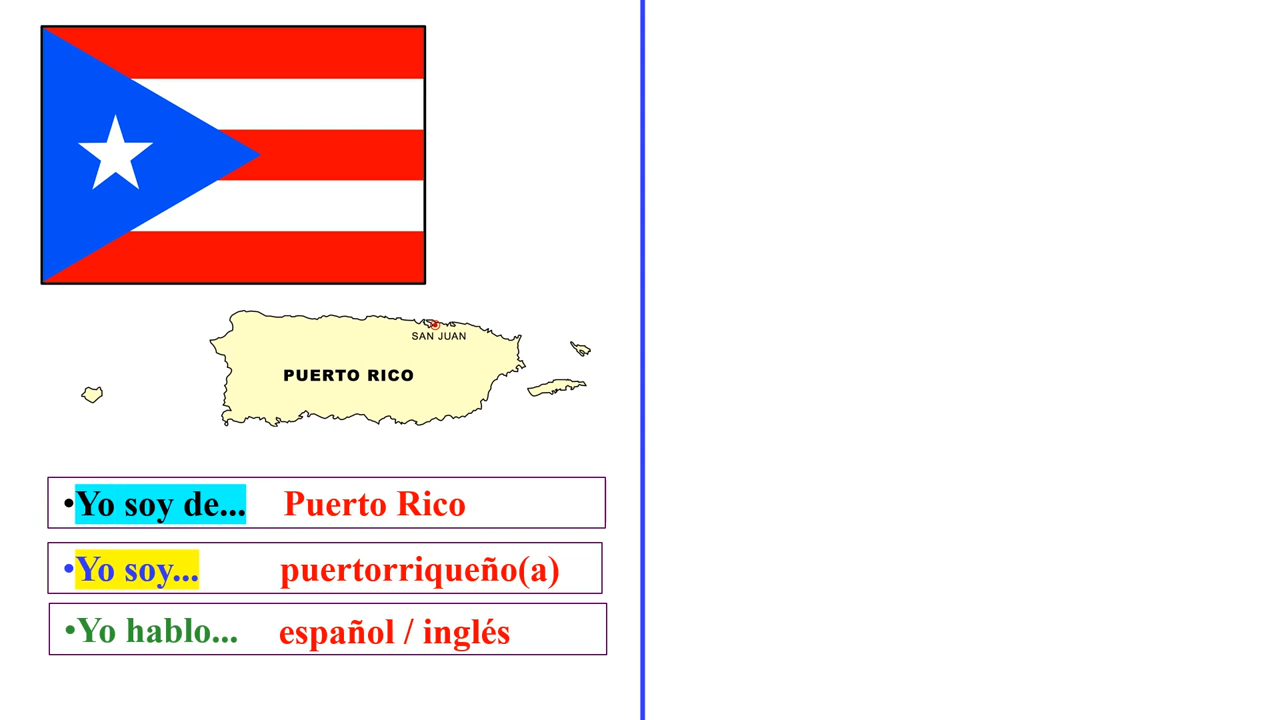 SAN JUAN
PUERTO RICO
•Yo soy de... Puerto Rico
•Yo soy... puertorriqueño(a)
•Yo hablo... español / inglés